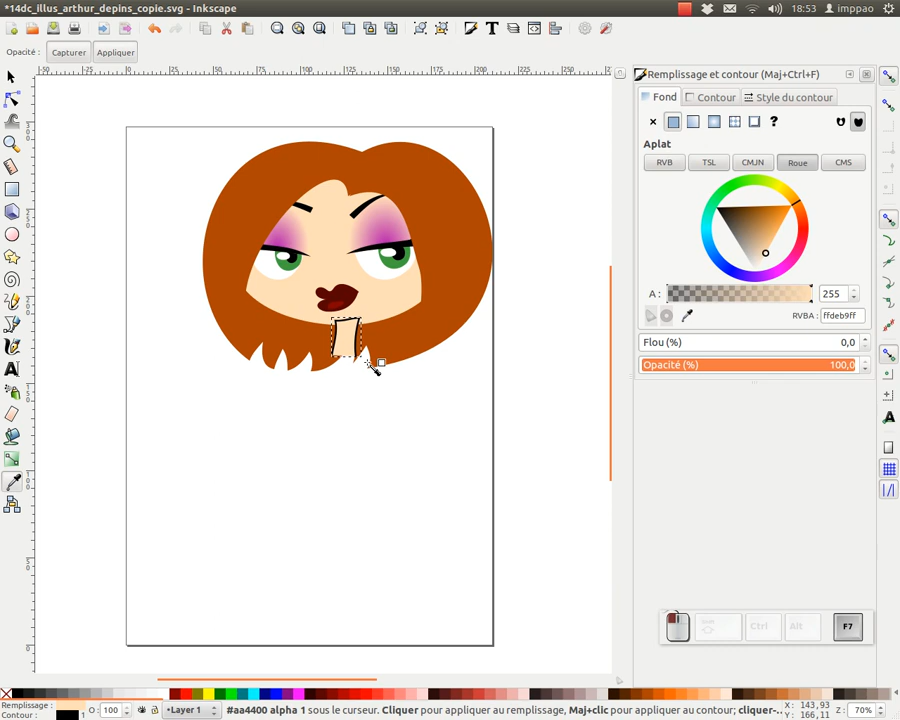 *14dc_illus_arthur_depins_copie.svg - Inkscape
18:53 imppao
Opacité : Capturer Appliquer
Remplissage et contour (Maj+Ctrl+F)
Fond Contour Style du contour
Aplat
RVB TSL CMJN Roue CMS
A: 255
RVBA : ffdeb9ff
Flou (%) 0,0
Opacité (%) 100,0
Ctrl Alt F7
Remplissage : O: 100 Layer 1 #aa4400 alpha 1 sous le curseur. Cliquer pour appliquer au remplissage, Maj+clic pour appliquer au contour; cliquer-... X: 143,93 Z: 70%
Contour : 1 Y: 166,11